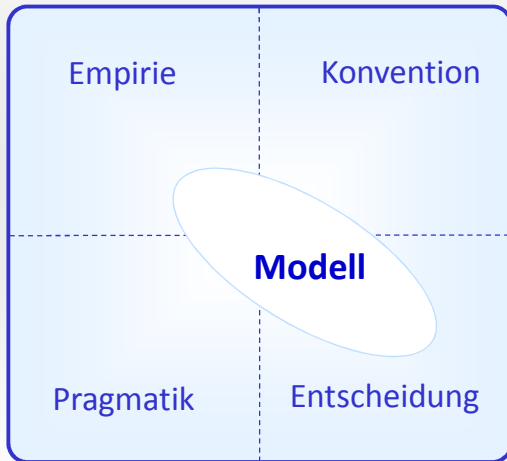 Empirie
Konvention
Modell
Pragmatik
Entscheidung